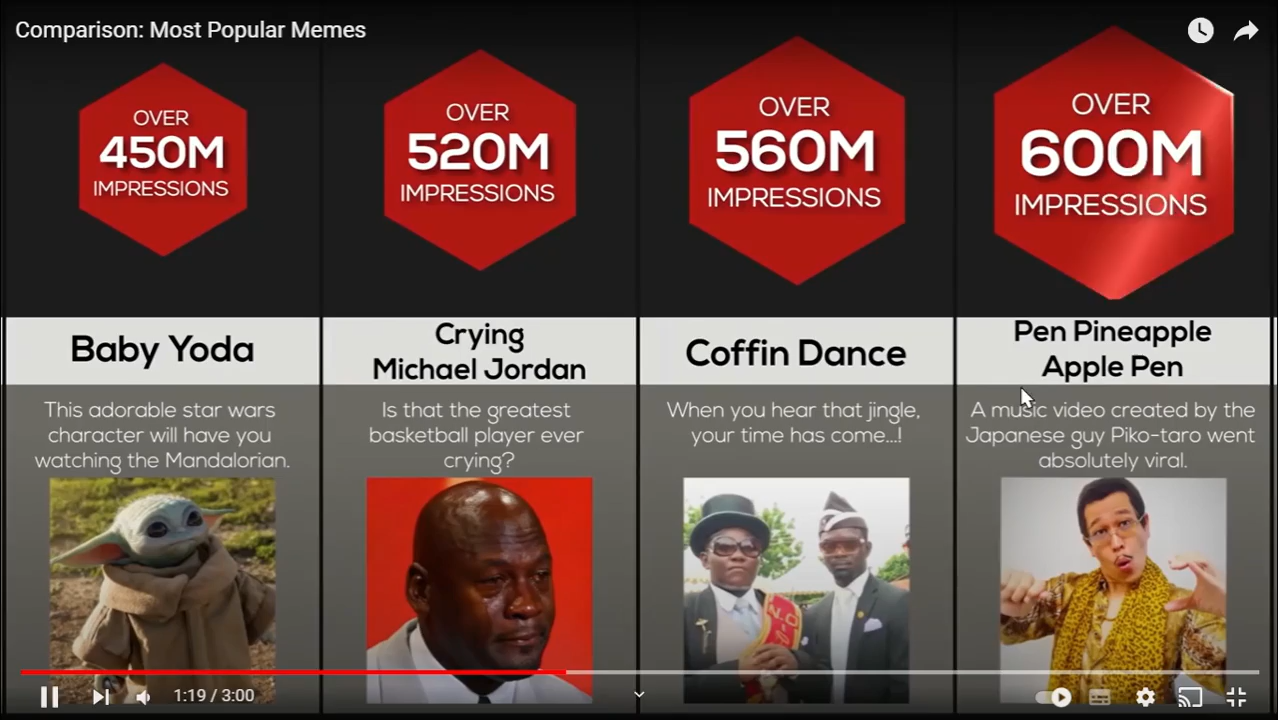 Comparison: Most Popular Memes
OVER
450M
IMPRESSIONS
OVER
520M
IMPRESSIONS
OVER
560M
IMPRESSIONS
OVER
600M
IMPRESSIONS
Baby Yoda
Crying
Michael Jordan
Coffin Dance
Pen Pineapple
Apple Pen
This adorable star wars
character will have you
watching the Mandalorian.
Is that the greatest
basketball player ever
crying?
When you hear that jingle,
your time has come...!
A music video created by the
Japanese guy Piko-taro went
absolutely viral.
N.O
1:19 / 3:00